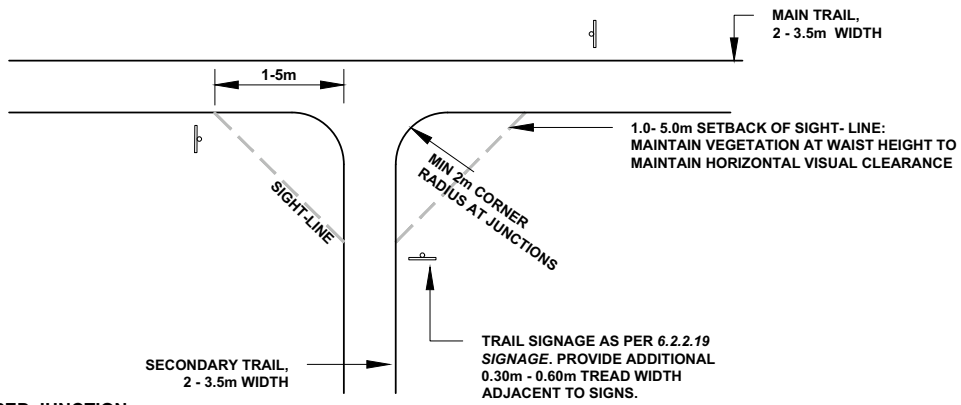 MAIN TRAIL,
2 - 3.5m WIDTH
1-5m
1.0- 5.0m SETBACK OF SIGHT- LINE:
MAINTAIN VEGETATION AT WAIST HEIGHT TO
MAINTAIN HORIZONTAL VISUAL CLEARANCE
MIN 2m CORNER
RADIUS AT JUNCTIONS
SIGHT-LINE
TRAIL SIGNAGE AS PER 6.2.2.19
SIGNAGE. PROVIDE ADDITIONAL
0.30m - 0.60m TREAD WIDTH
ADJACENT TO SIGNS.
SECONDARY TRAIL,
2 - 3.5m WIDTH
JUNCTION